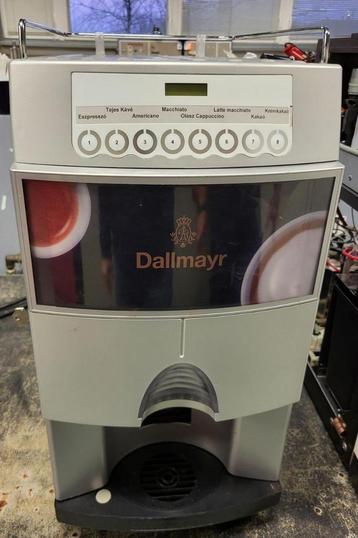 Tejes Kávé Macchiato Latte macchiato Krémkakaó
Eszpresszó Americano Olasz Cappuccino Kakaó
1 2 3 4 5 6 7 8
Dallmayr